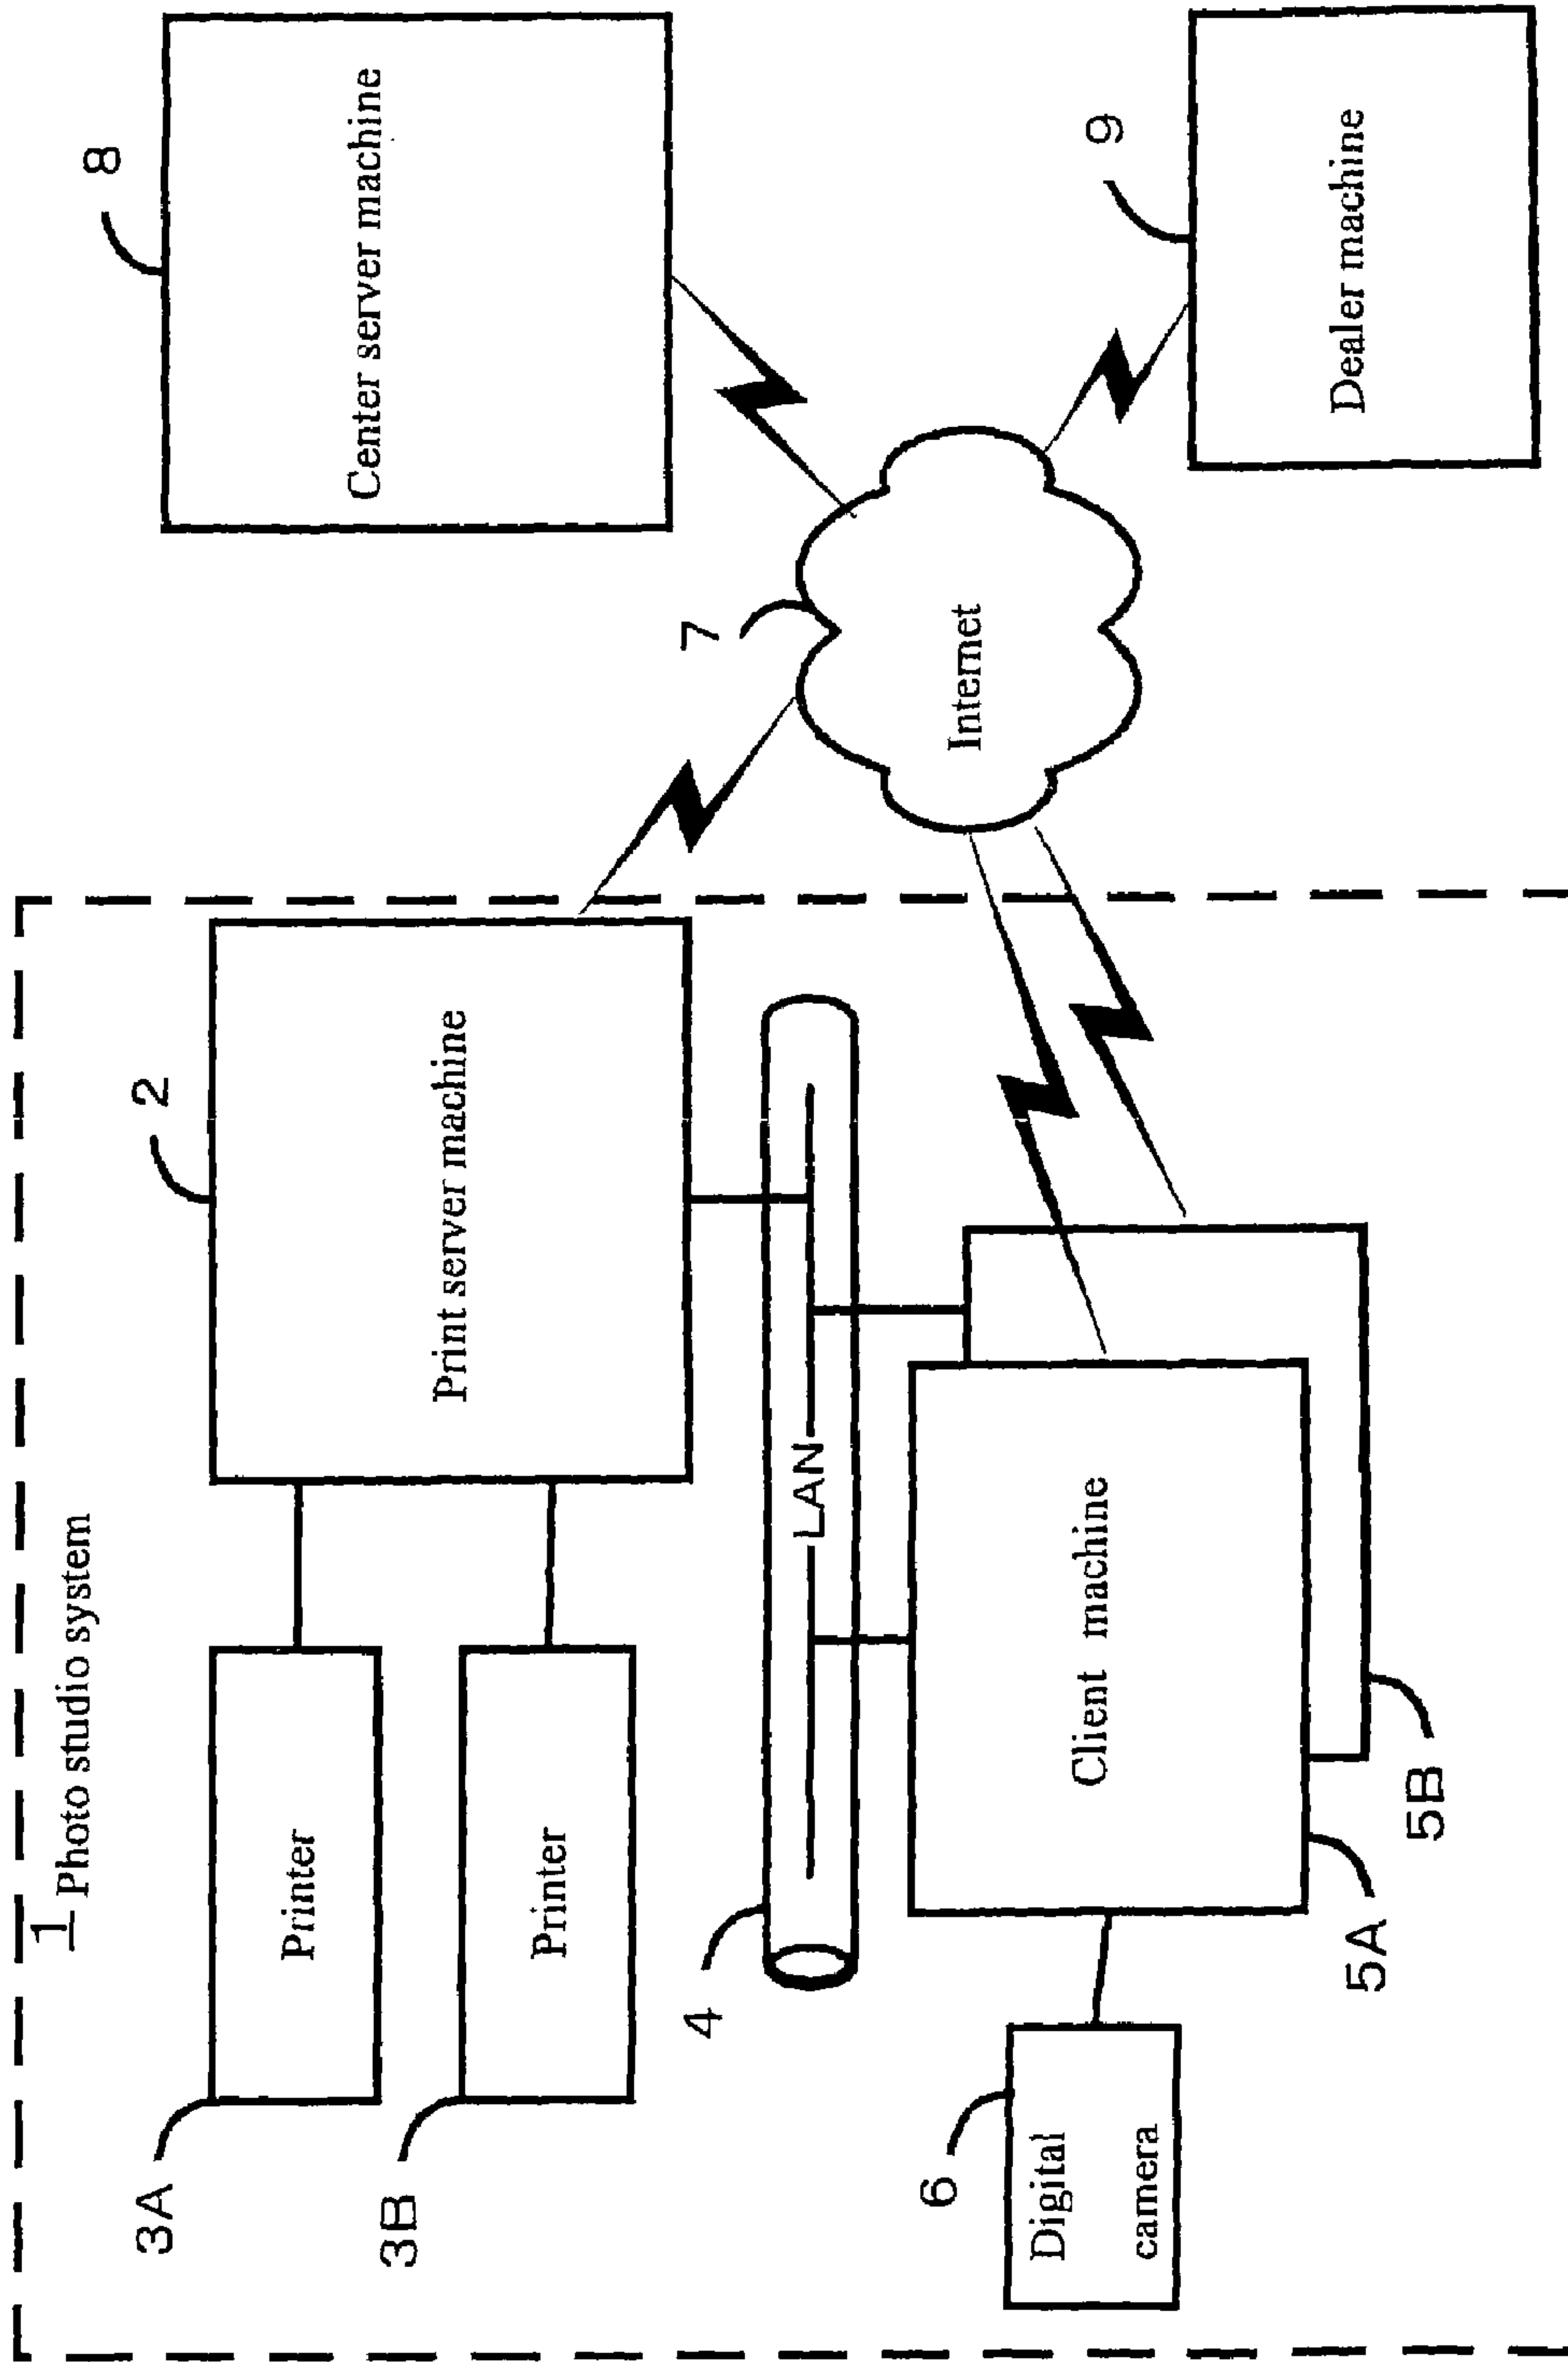 1 Photo studio system
3A
Printer
3B
Printer
2
Print server machine
4
LAN
6
Digital
camera
Client machine
5A
5B
7
Internet
8
Center server machine
9
Dealer machine